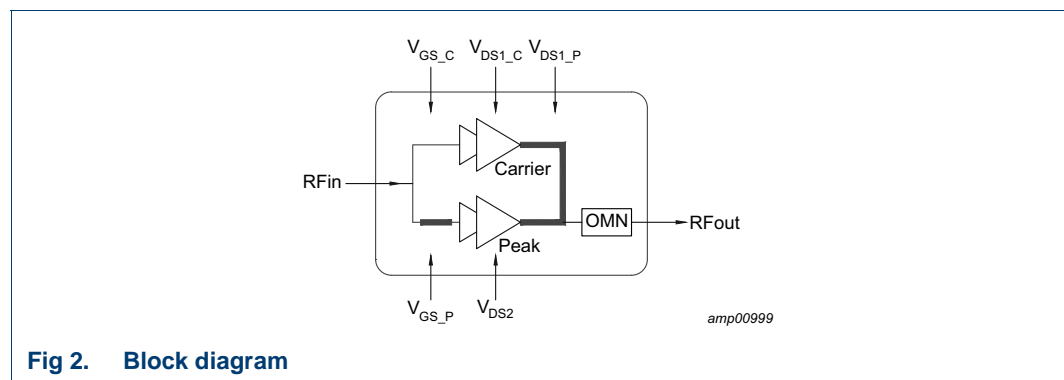 V_GS_C V_DS1_C V_DS1_P
Carrier
RFin
OMN RFout
Peak
V_GS_P V_DS2
amp00999
Fig 2. Block diagram